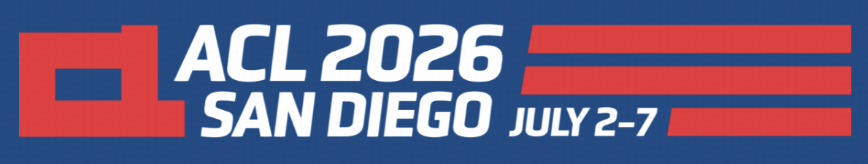 ACL 2026
SAN DIEGO JULY 2–7